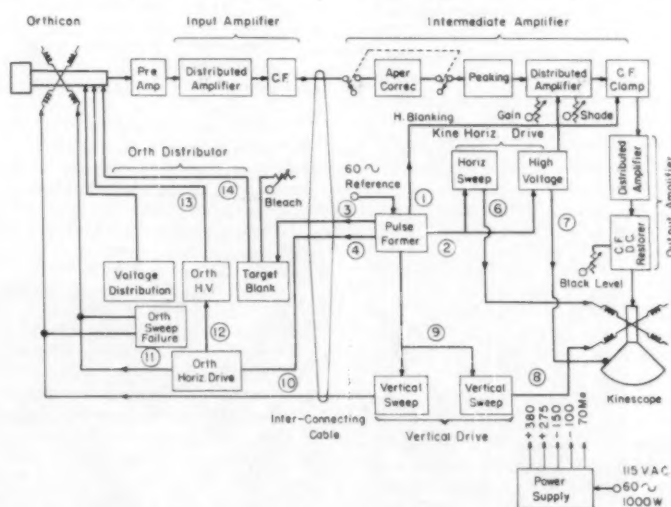 Orthicon
Input Amplifier
Intermediate Amplifier
Pre
Amp
Distributed
Amplifier
C.F.
Aper
Correc
Peaking
Distributed
Amplifier
C.F.
Clamp
H. Blanking
Gain
Shade
Kine Horiz Drive
Orth Distributor
60 ∿
Reference
Horiz
Sweep
High
Voltage
Distributed
Amplifier
Output Amplifier
Bleach
13
14
1
3
4
2
6
7
Pulse
Former
C.F.
D.C.
Restorer
Black Level
Voltage
Distribution
Orth
H.V.
Target
Blank
Orth
Sweep
Failure
11
12
9
Orth
Horiz Drive
10
8
Vertical
Sweep
Vertical
Sweep
Kinescope
Inter-Connecting
Cable
Vertical Drive
+380
+275
-150
-100
70Ma
Power
Supply
115 V.A.C.
60 ∿
1000W